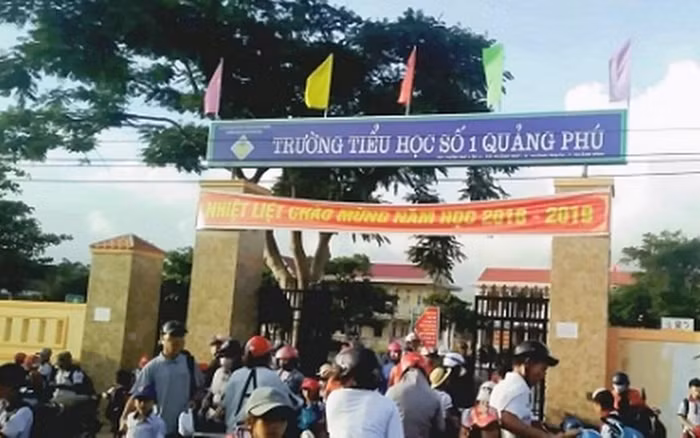 TRƯỜNG TIỂU HỌC SỐ 1 QUẢNG PHÚ
NHIỆT LIỆT CHÀO MỪNG NĂM HỌC 2018 - 2019